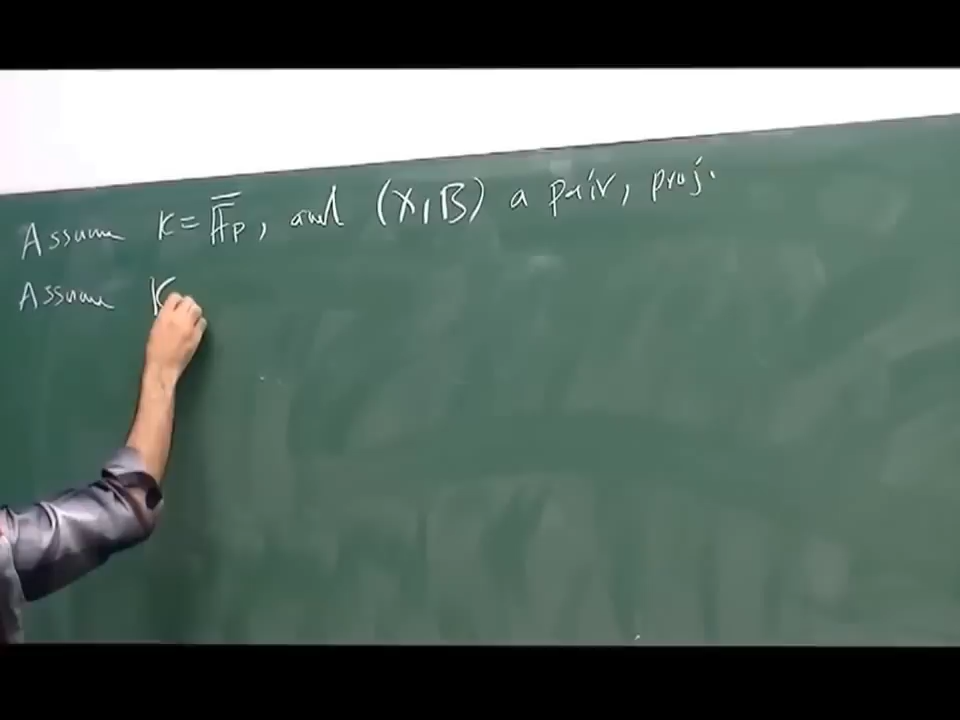 Assume K = F̅p, and (X,B) a pair, proj.
Assume K